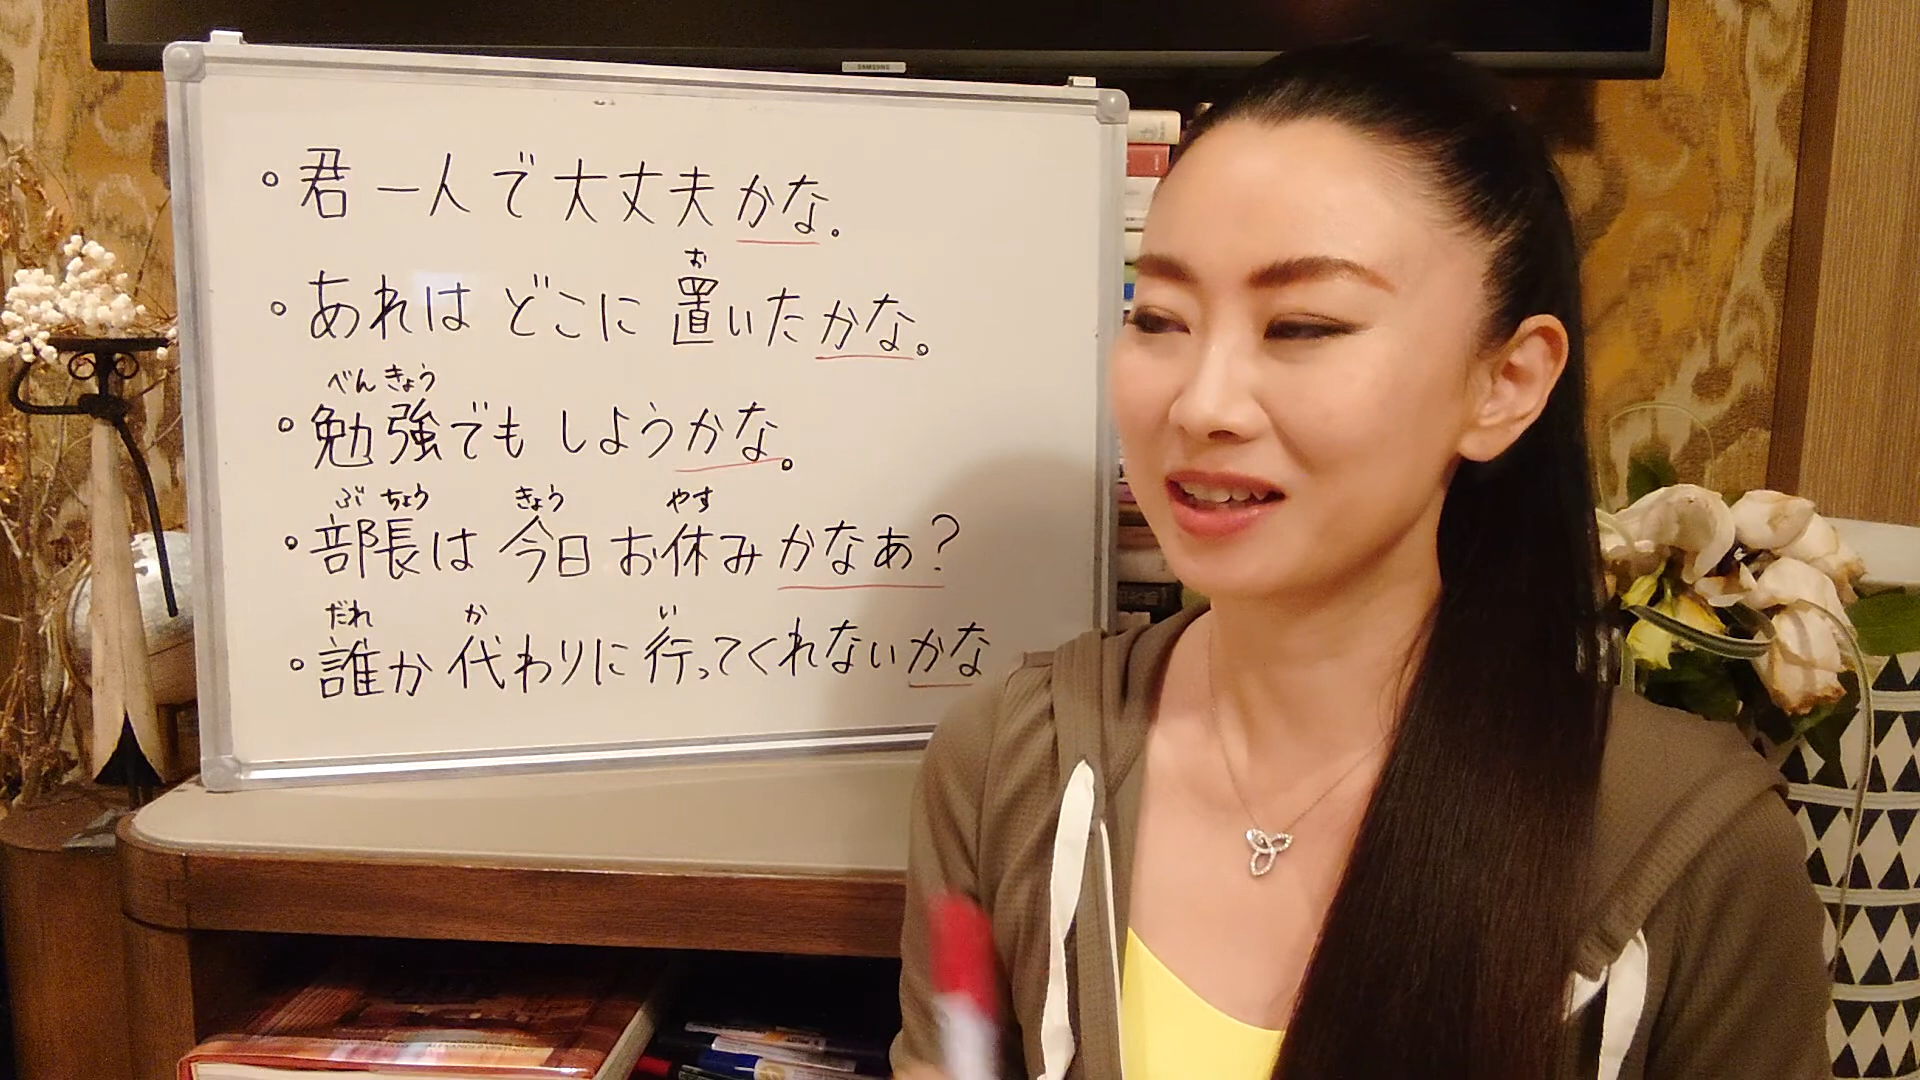 SAMSUNG
・君 一人で大丈夫かな。
お
・あれは どこに 置いたかな。
べんきょう
・勉強でも しようかな。
ぶ ちょう きょう やす
・部長は 今日 お休みかなぁ?
だれ か い
・誰か 代わりに 行ってくれないかな